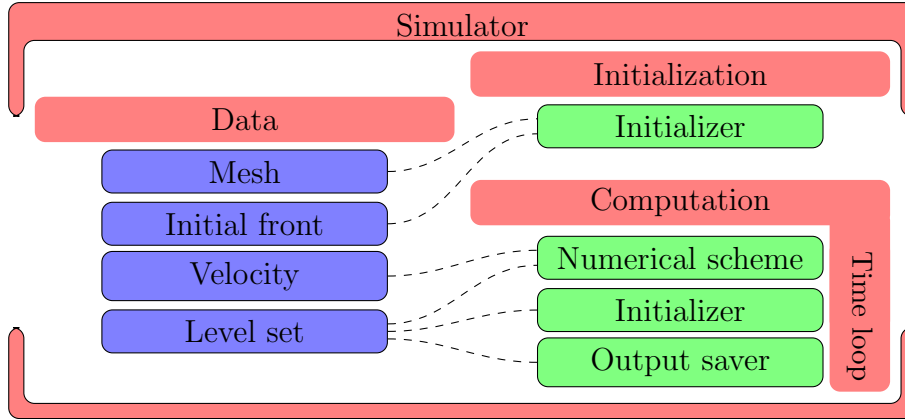 Simulator
Data
Mesh
Initial front
Velocity
Level set
Initialization
Initializer
Computation
Numerical scheme
Initializer
Output saver
Time loop